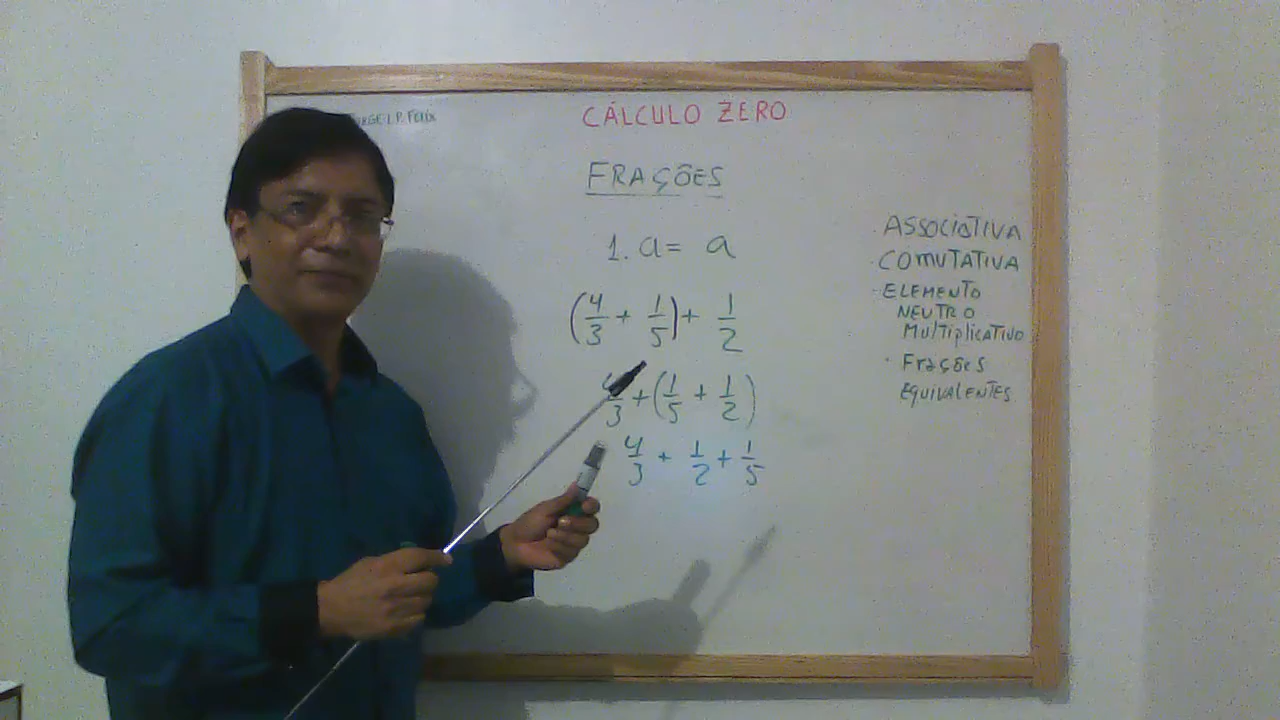 CÁLCULO ZERO
FRAÇÕES
1. a = a
(4/3 + 1/5) + 1/2
4/3 + (1/5 + 1/2)
4/3 + 1/2 + 1/5
· ASSOCIATIVA
· COMUTATIVA
· ELEMENTO
NEUTRO
MULTIPLICATIVO
· FRAÇÕES
EQUIVALENTES